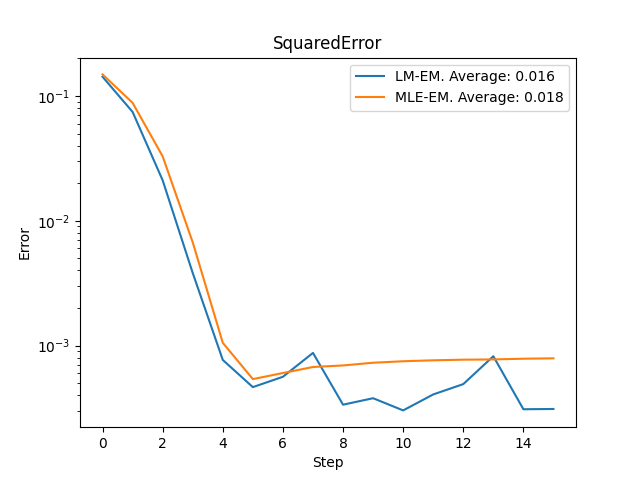 SquaredError
LM-EM. Average: 0.016
MLE-EM. Average: 0.018
10⁻¹
10⁻²
10⁻³
Error
0 2 4 6 8 10 12 14
Step